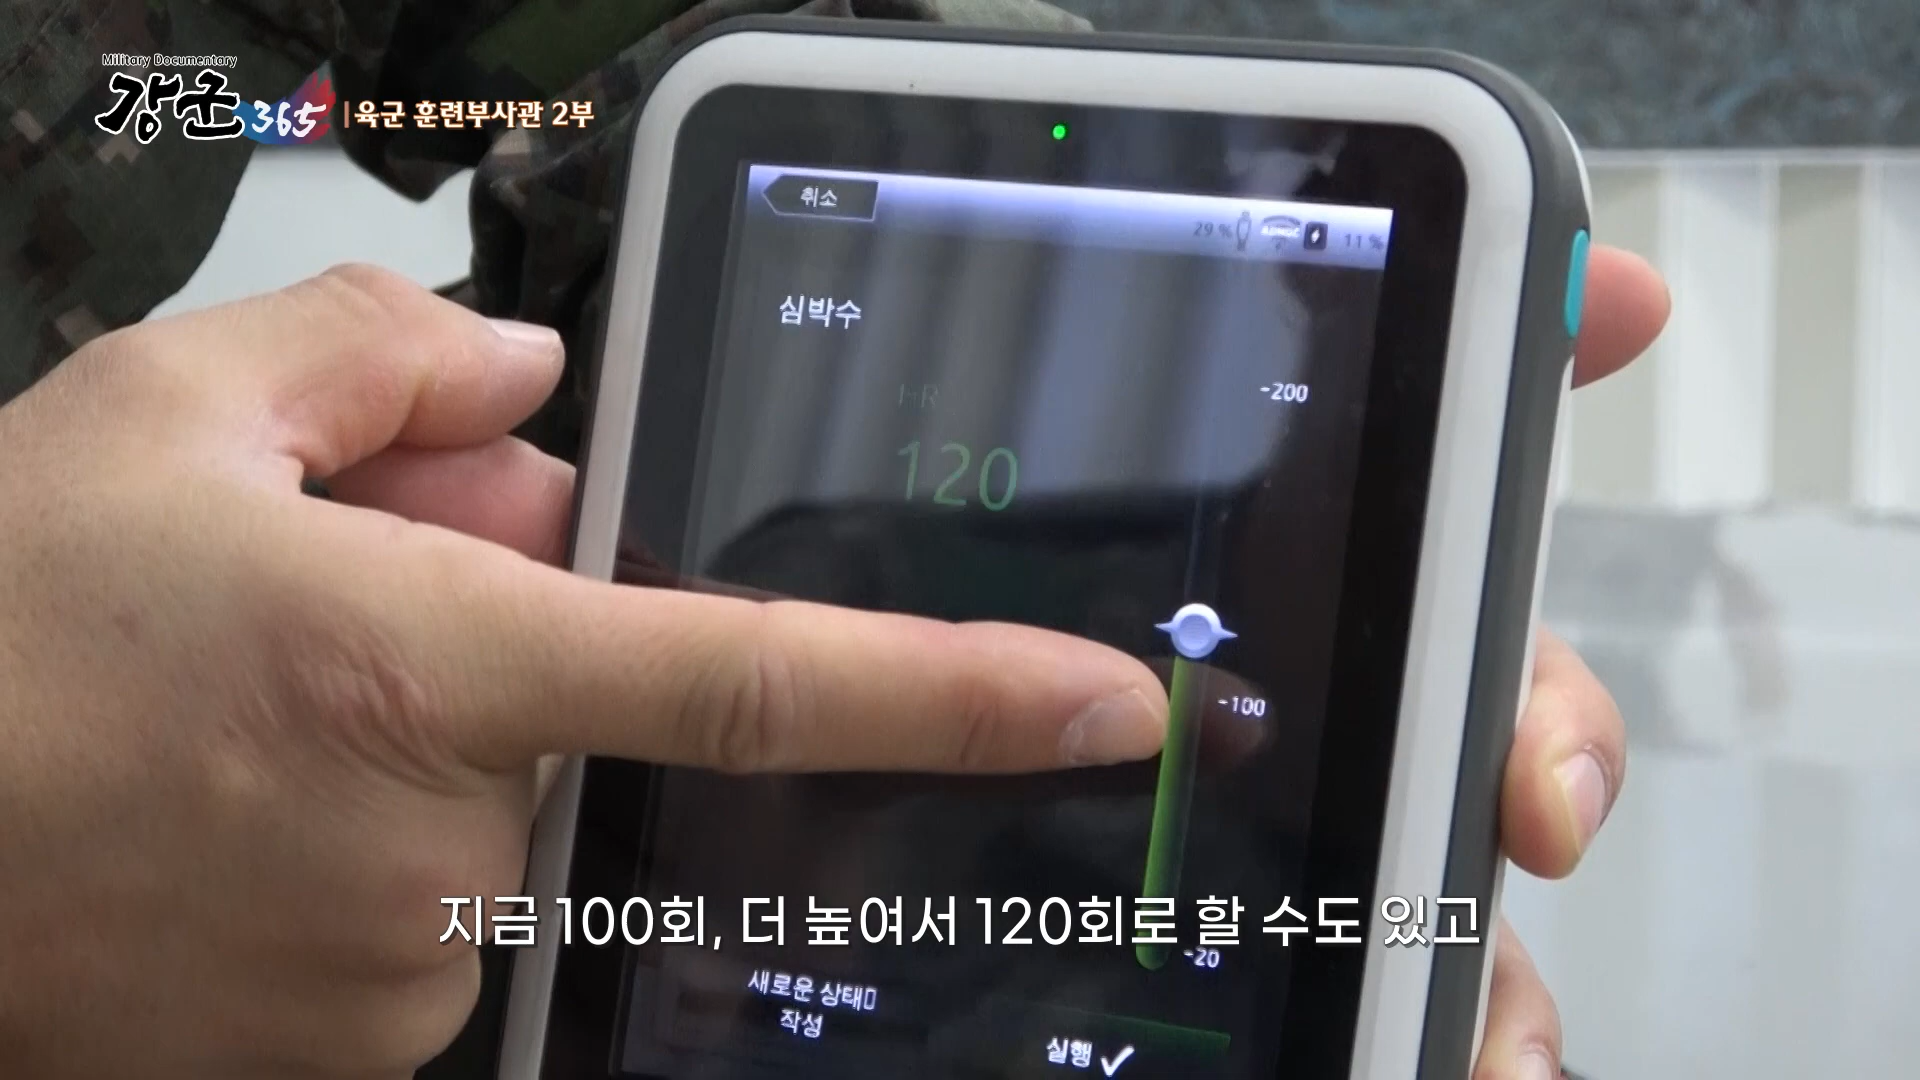 Military Documentary
강군 365 육군 훈련부사관 2부
취소
29 % ADHOC 11 %
심박수
HR
-200
120
-100
지금 100회, 더 높여서 120회로 할 수도 있고
-20
새로운 상태
작성
실행